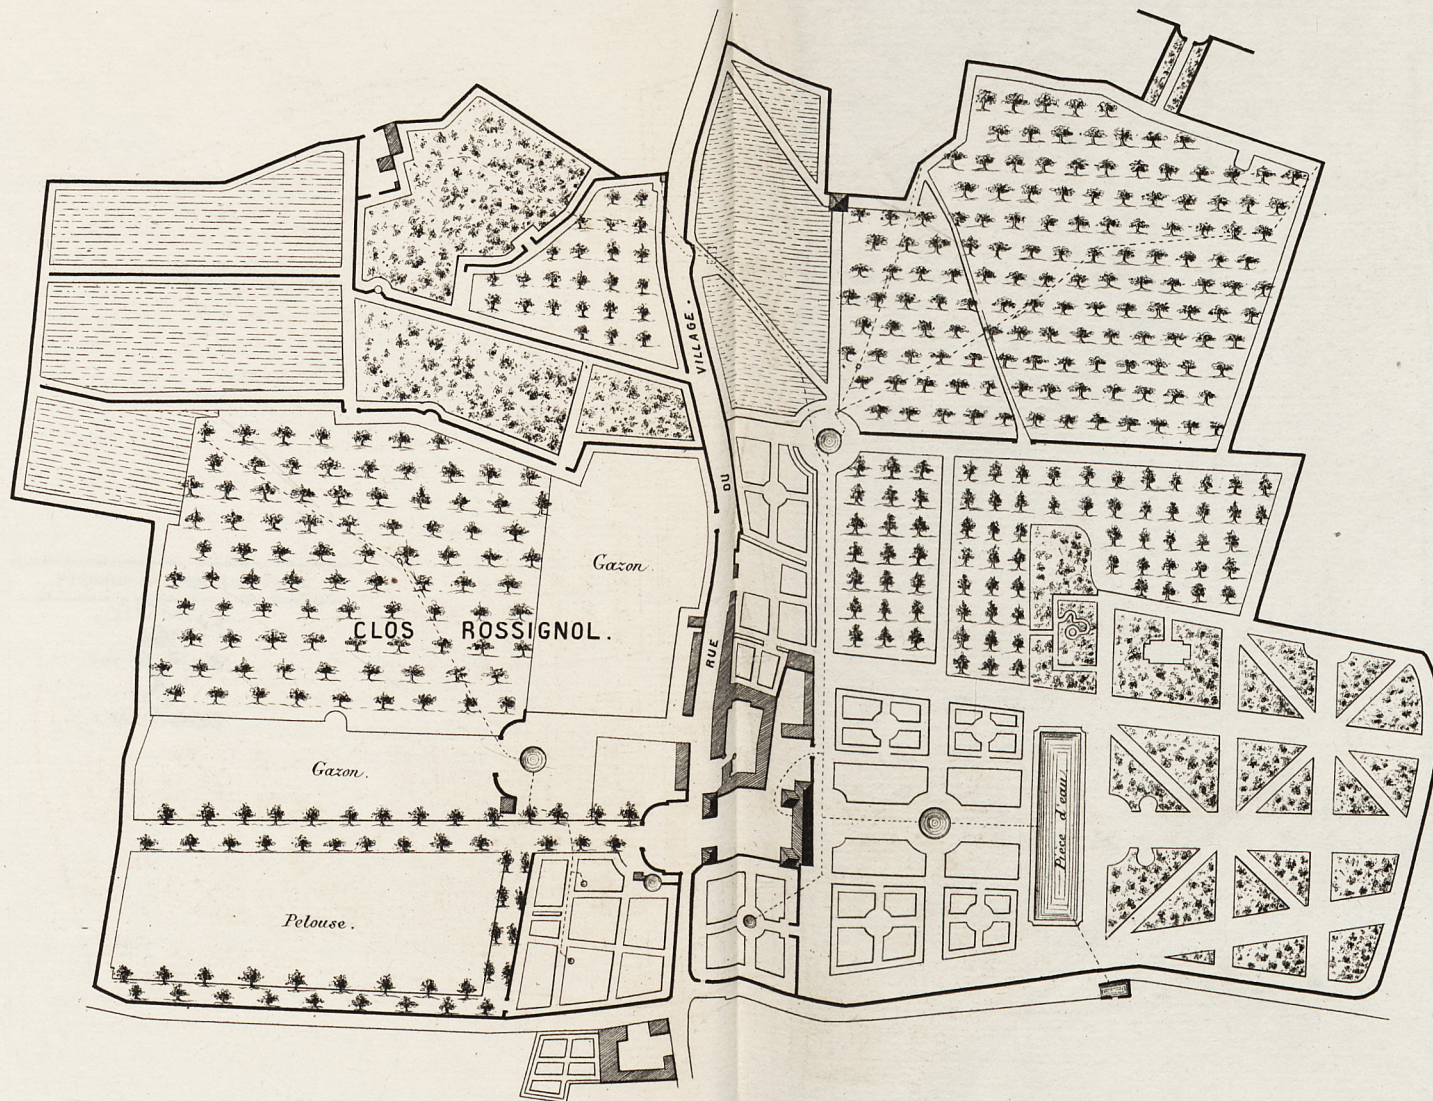 RUE DU VILLAGE.
Gazon.
CLOS ROSSIGNOL.
Gazon.
Pièce d'eau
Pelouse.